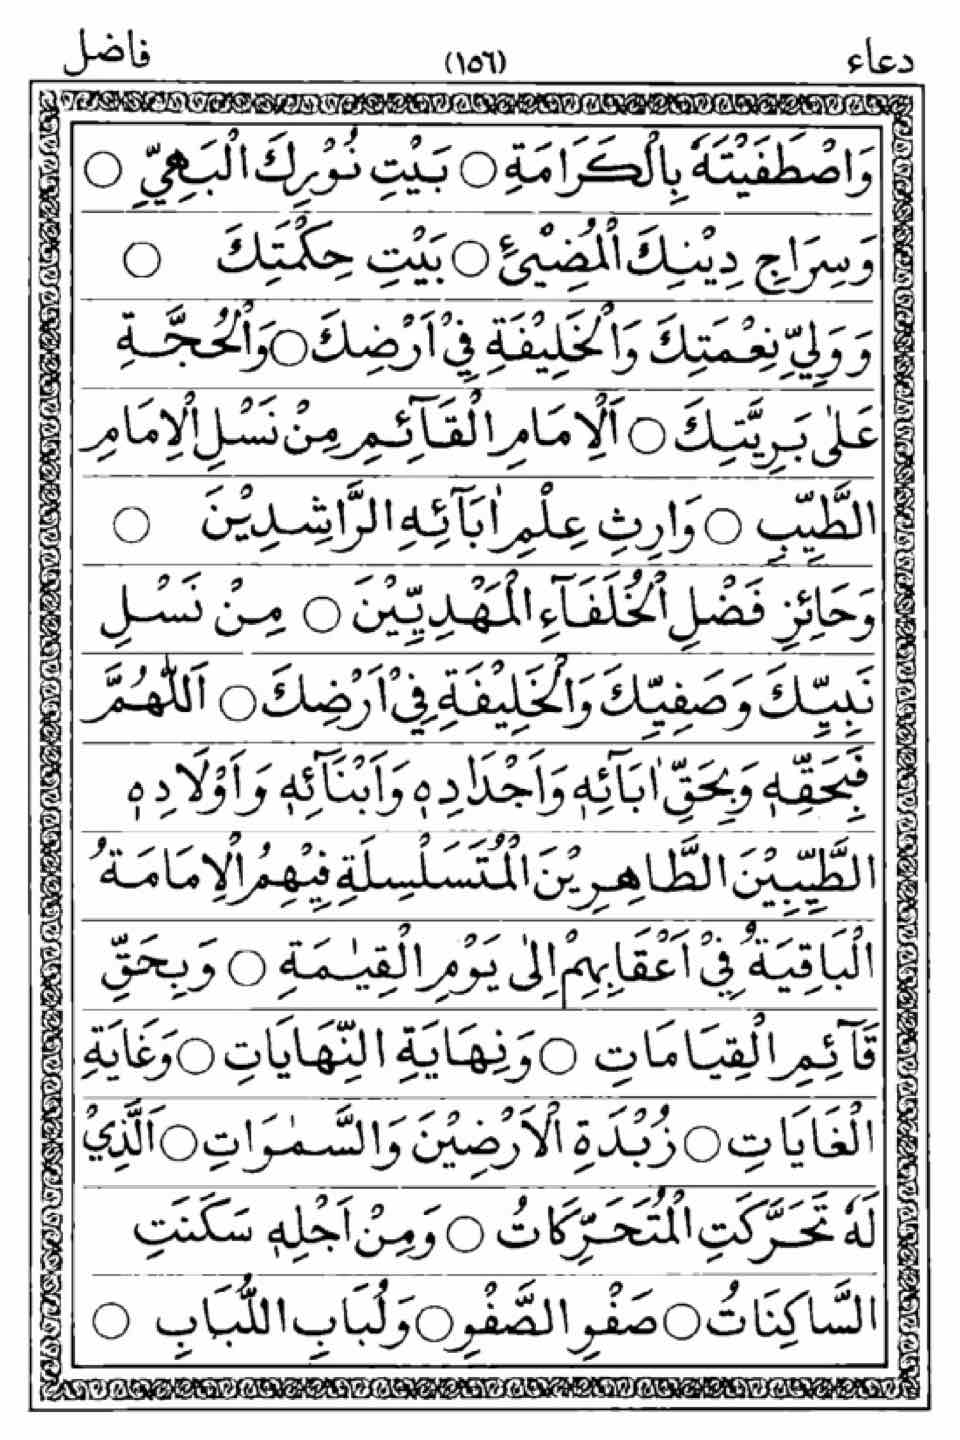 دعاء (١٥٦) فاضل
وَاصْطَفَيْتَهٗ بِالْكَرَامَةِ ○ بَيْتِ نُوْرِكَ الْبَهِيِّ ○
وَسِرَاجِ دِيْنِكَ الْمُضِيْئِ ○ بَيْتِ حِكْمَتِكَ ○
وَوَلِيِّ نِعْمَتِكَ وَالْخَلِيْفَةِ فِيْ اَرْضِكَ ○ وَالْحُجَّةِ
عَلٰى بَرِيَّتِكَ ○ اَلْاِمَامِ الْقَآئِمِ مِنْ نَسْلِ الْاِمَامِ
الطَّيِّبِ ○ وَارِثِ عِلْمِ اٰبَآئِهِ الرَّاشِدِيْنَ ○
وَحَائِزِ فَضْلِ الْخُلَفَآءِ الْمَهْدِيِّيْنَ ○ مِنْ نَسْلِ
نَبِيِّكَ وَصَفِيِّكَ وَالْخَلِيْفَةِ فِيْ اَرْضِكَ ○ اَللّٰهُمَّ
فَبِحَقِّهٖ وَبِحَقِّ اٰبَآئِهٖ وَاَجْدَادِهٖ وَاَبْنَآئِهٖ وَاَوْلَادِهٖ
الطَّيِّبِيْنَ الطَّاهِرِيْنَ الْمُتَسَلْسِلَةِ فِيْهِمُ الْاِمَامَةُ
الْبَاقِيَةُ فِيْ اَعْقَابِهِمْ اِلٰى يَوْمِ الْقِيٰمَةِ ○ وَبِحَقِّ
قَآئِمِ الْقِيَامَاتِ ○ وَنِهَايَةِ النِّهَايَاتِ ○ وَغَايَةِ
الْغَايَاتِ ○ زُبْدَةِ الْاَرْضِيْنَ وَالسَّمٰوَاتِ ○ اَلَّذِيْ
لَهٗ تَحَرَّكَتِ الْمُتَحَرِّكَاتُ ○ وَمِنْ اَجْلِهٖ سَكَنَتِ
السَّاكِنَاتُ ○ صَفْوِ الصَّفْوِ ○ وَلُبَابِ اللُّبَابِ ○